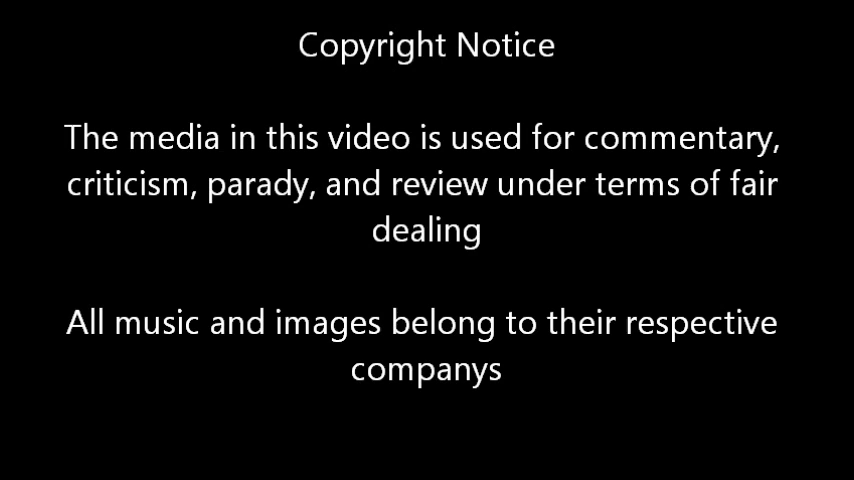 Copyright Notice
The media in this video is used for commentary,
criticism, parady, and review under terms of fair
dealing
All music and images belong to their respective
companys